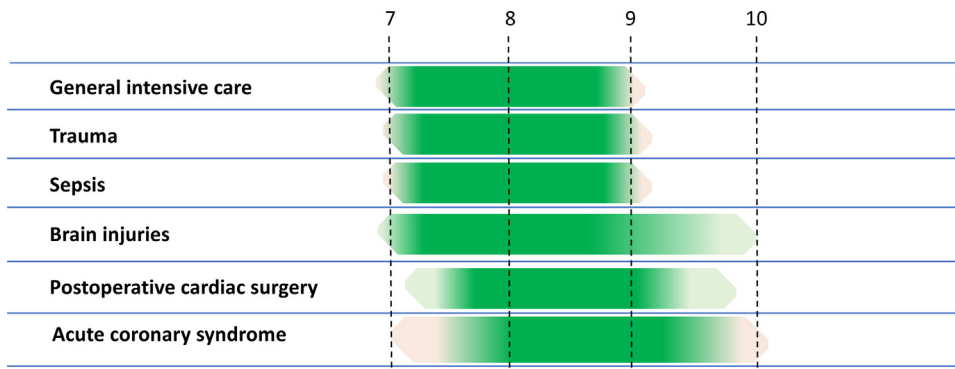 7 8 9 10
General intensive care
Trauma
Sepsis
Brain injuries
Postoperative cardiac surgery
Acute coronary syndrome